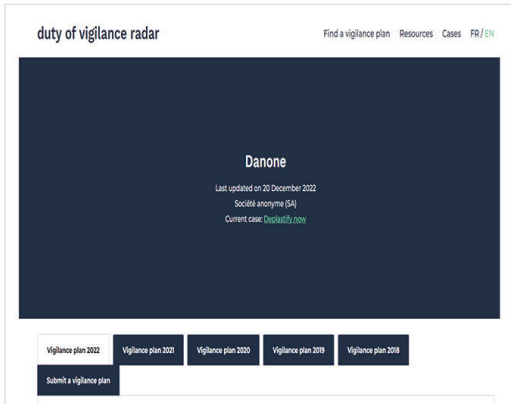 duty of vigilance radar
Find a vigilance plan Resources Cases FR / EN
Danone
Last updated on 20 December 2022
Société anonyme (SA)
Current case: Deplastify now
Vigilance plan 2022 Vigilance plan 2021 Vigilance plan 2020 Vigilance plan 2019 Vigilance plan 2018
Submit a vigilance plan